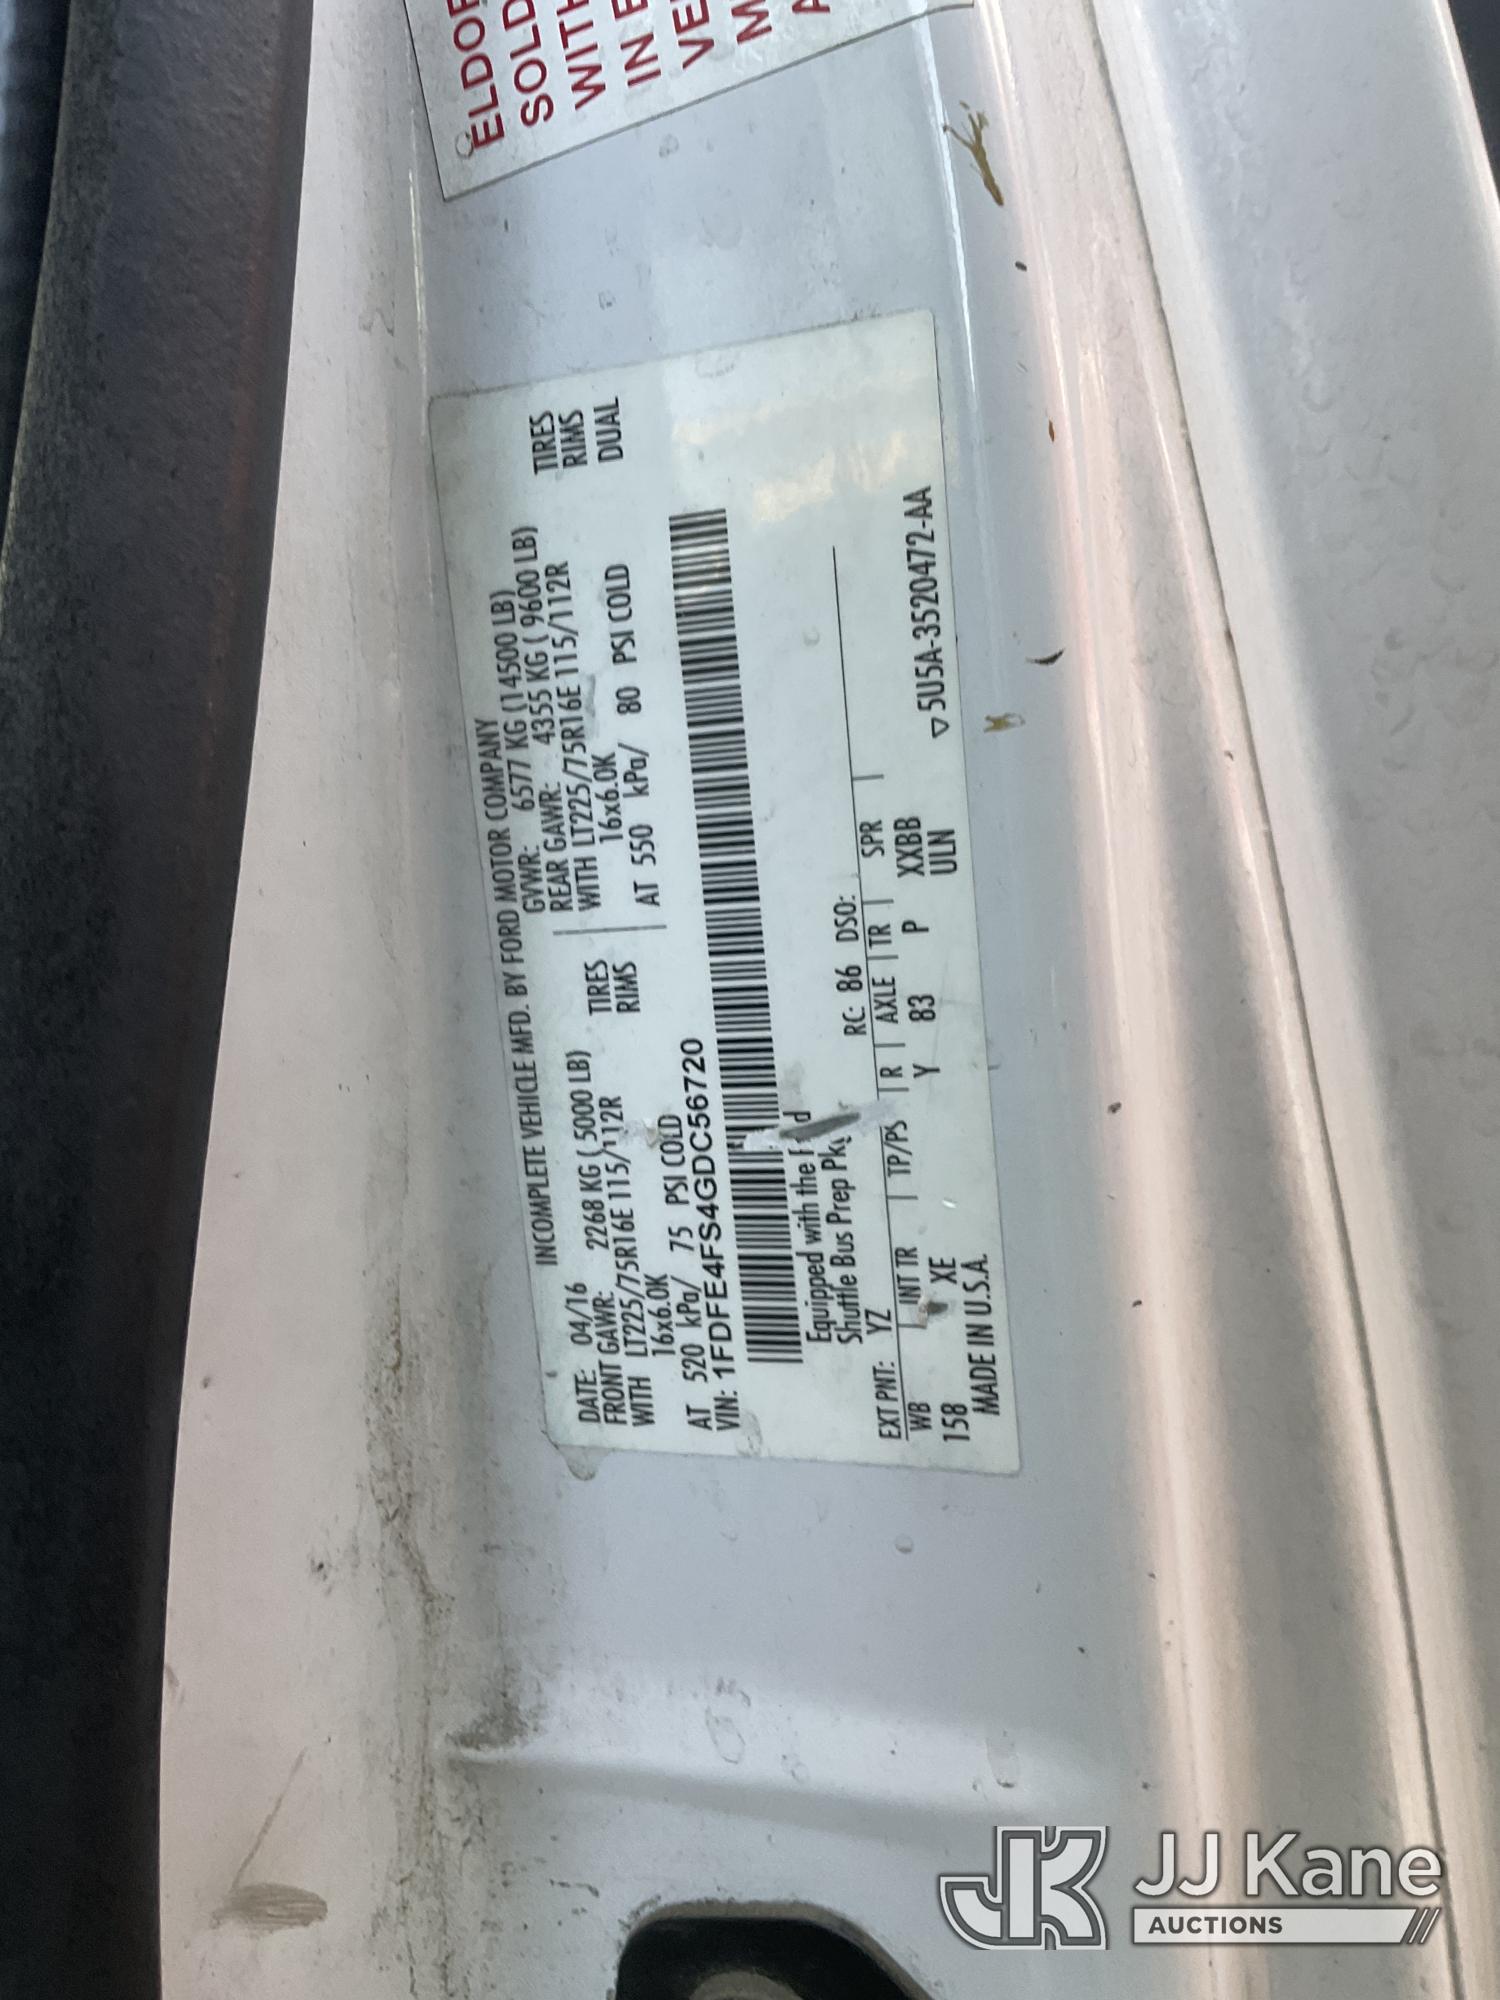 INCOMPLETE VEHICLE MFD. BY FORD MOTOR COMPANY
DATE: 04/16 GVWR: 6577 KG (14500 LB)
FRONT GAWR: 2268 KG ( 5000 LB) REAR GAWR: 4355 KG ( 9600 LB)
WITH LT225/75R16E 115/112R TIRES WITH LT225/75R16E 115/112R TIRES
16x6.0K RIMS 16x6.0K RIMS
AT 520 kPa/ 75 PSI COLD AT 550 kPa/ 80 PSI COLD DUAL
VIN: 1FDFE4FS4GDC56720
Equipped with the
Shuttle Bus Prep
RC: 86 DSO:
EXT PNT: YZ
WB INT TR TP/PS R AXLE TR SPR
158 XE Y 83 P XXBB
ULN
MADE IN U.S.A. ▽5U5A-3520472-AA
SOLD
IN
JK JJ Kane
AUCTIONS